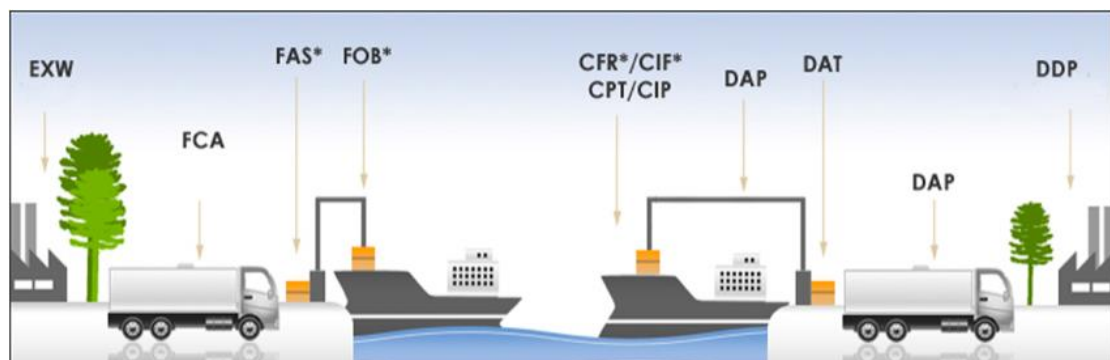 EXW
FCA
FAS*
FOB*
CFR*/CIF*
CPT/CIP
DAP
DAT
DAP
DDP